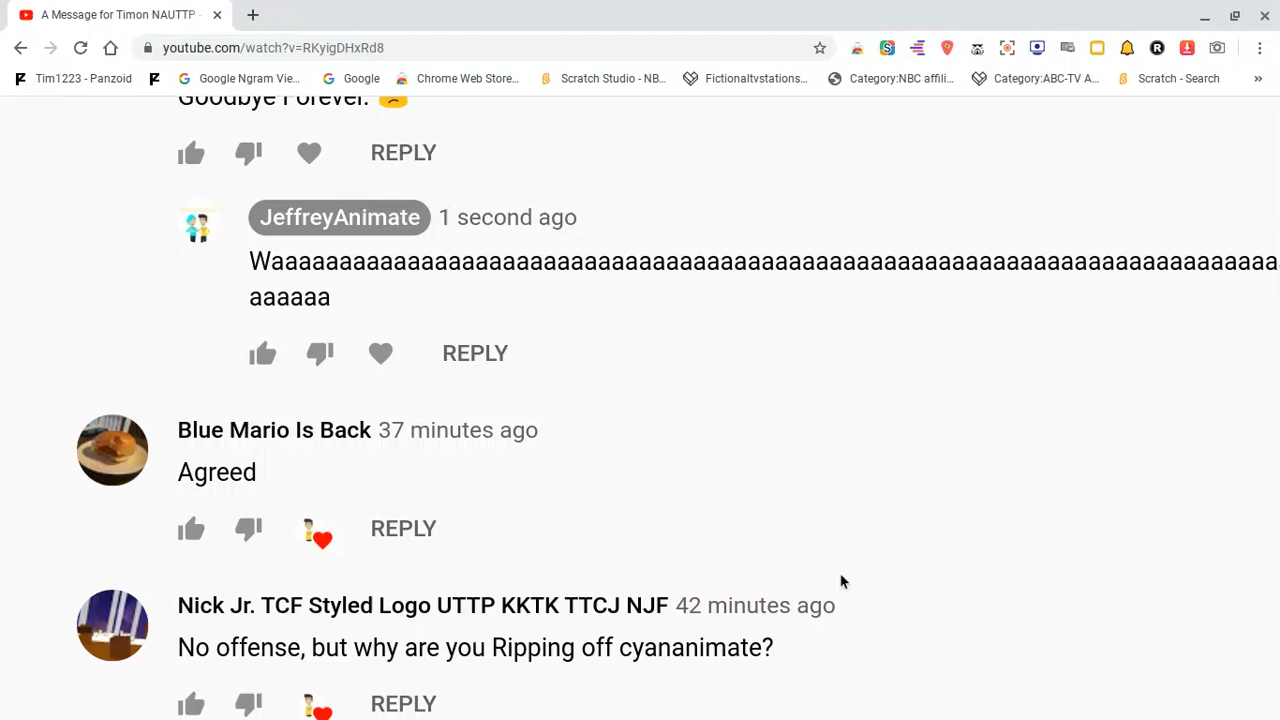 A Message for Timon NAUTTP -
youtube.com/watch?v=RKyigDHxRd8
Tim1223 - Panzoid
Google Ngram Vie...
Google
Chrome Web Store...
Scratch Studio - NB...
Fictionaltvstations...
Category:NBC affili...
Category:ABC-TV A...
Scratch - Search
»
Goodbye Forever.
REPLY
JeffreyAnimate 1 second ago
Waaaaaaaaaaaaaaaaaaaaaaaaaaaaaaaaaaaaaaaaaaaaaaaaaaaaaaaaaaaaaaaaaaaaaaaaaa
aaaaaa
REPLY
Blue Mario Is Back 37 minutes ago
Agreed
REPLY
Nick Jr. TCF Styled Logo UTTP KKTK TTCJ NJF 42 minutes ago
No offense, but why are you Ripping off cyananimate?
REPLY